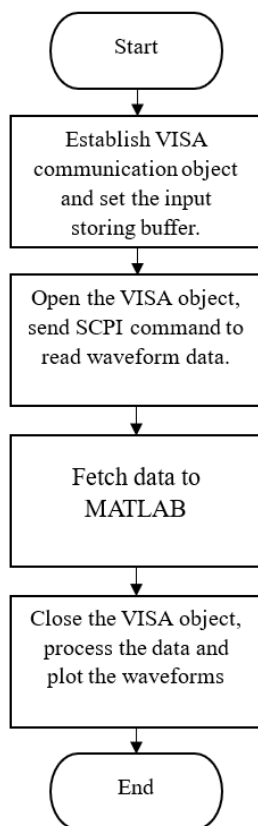 Start
Establish VISA
communication object
and set the input
storing buffer.
Open the VISA object,
send SCPI command to
read waveform data.
Fetch data to
MATLAB
Close the VISA object,
process the data and
plot the waveforms
End